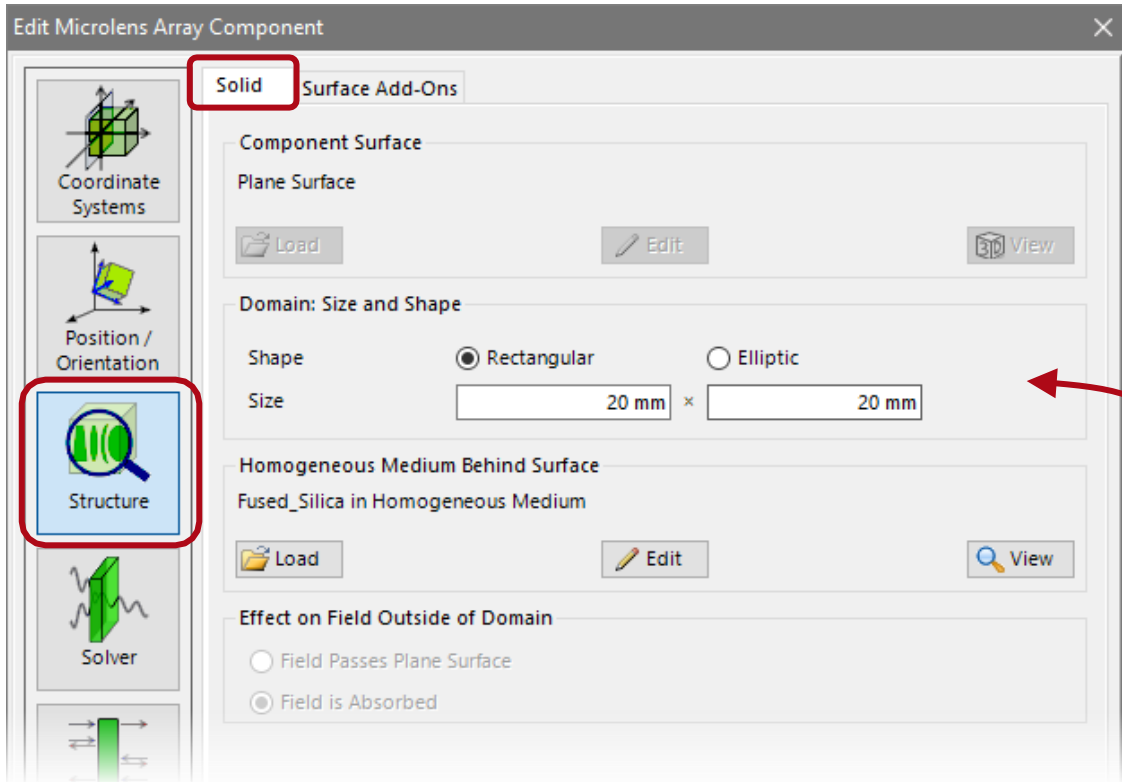 Edit Microlens Array Component
Coordinate
Systems
Position /
Orientation
Structure
Solver
Solid
Surface Add-Ons
Component Surface
Plane Surface
Load
Edit
3D View
Domain: Size and Shape
Shape
Rectangular
Elliptic
Size
20 mm × 20 mm
Homogeneous Medium Behind Surface
Fused_Silica in Homogeneous Medium
Load
Edit
View
Effect on Field Outside of Domain
Field Passes Plane Surface
Field is Absorbed